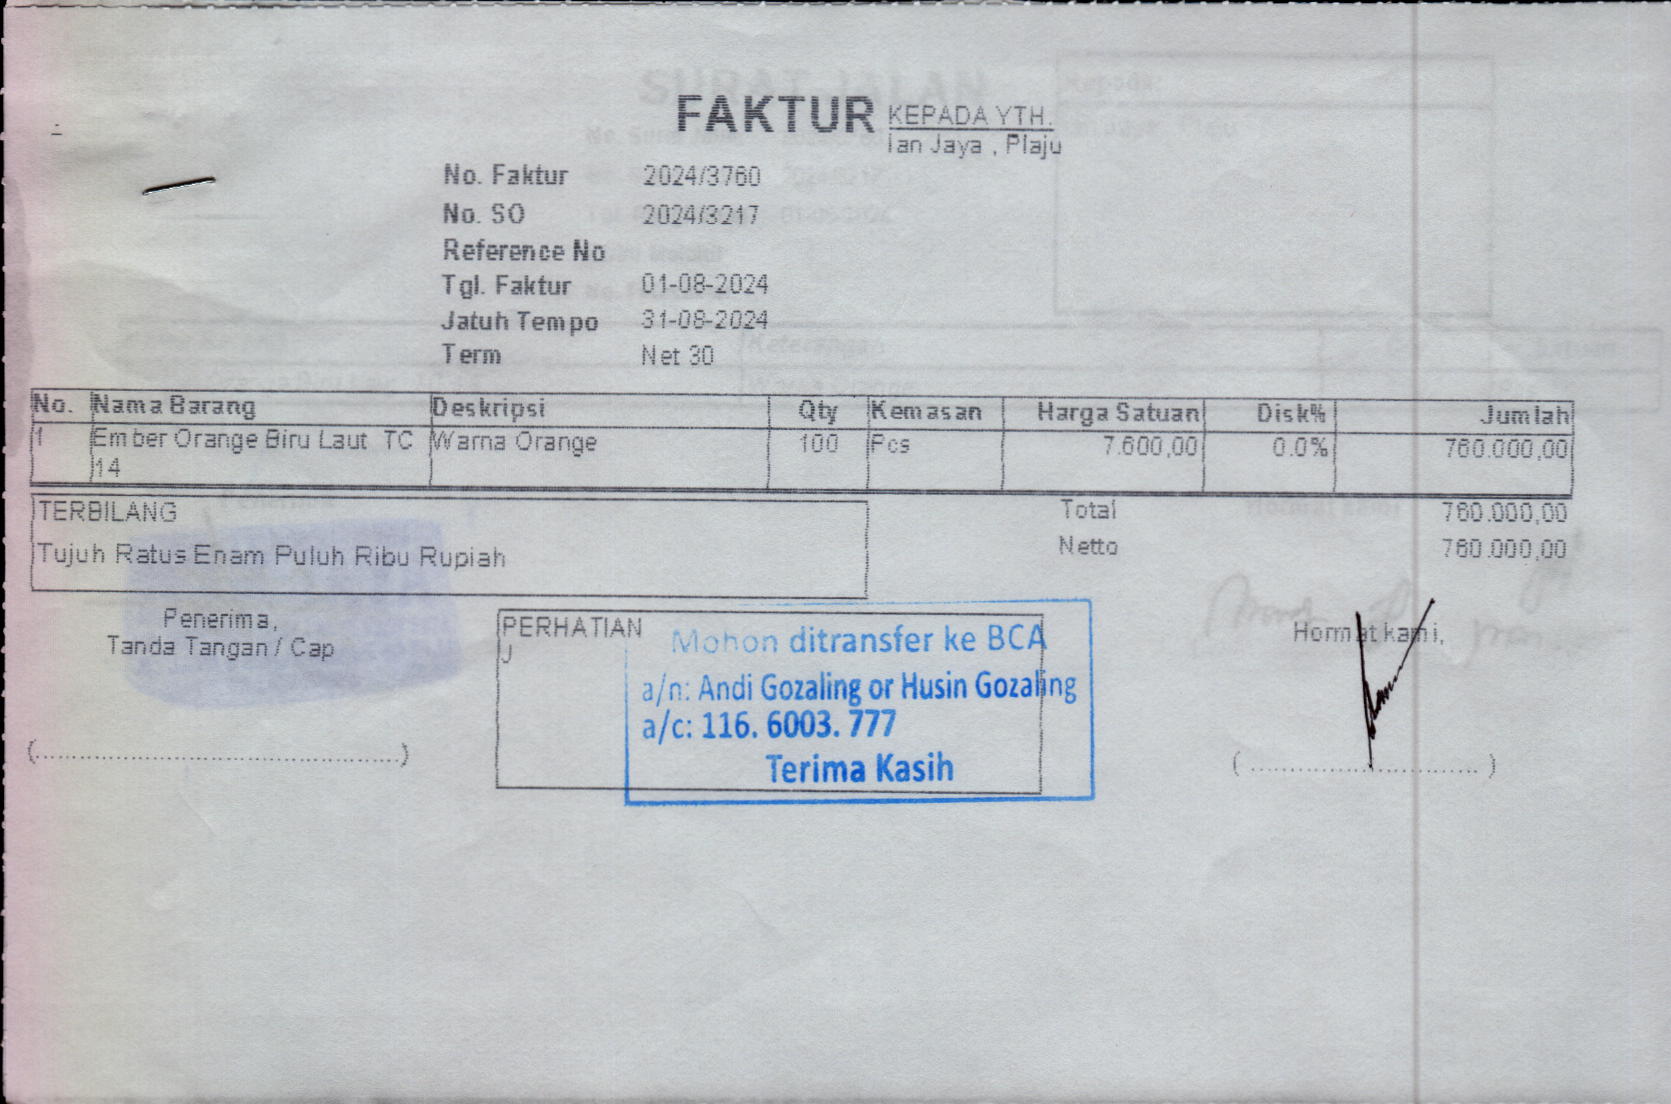 FAKTUR
KEPADA YTH.
Ian Jaya , Plaju
No. Faktur 2024/3760
No. SO 2024/3217
Reference No
Tgl. Faktur 01-08-2024
Jatuh Tempo 31-08-2024
Term Net 30
No. Nama Barang Deskripsi Qty Kemasan Harga Satuan Disk% Jumlah
1 Ember Orange Biru Laut TC Warna Orange 100 Pcs 7.600,00 0.0% 760.000,00
14
TERBILANG
Tujuh Ratus Enam Puluh Ribu Rupiah
Total 760.000,00
Netto 760.000,00
Penerima,
Tanda Tangan / Cap
(..............................................)
PERHATIAN
J
Mohon ditransfer ke BCA
a/n: Andi Gozaling or Husin Gozaling
a/c: 116. 6003. 777
Terima Kasih
Hormat kami,
( ............................. )